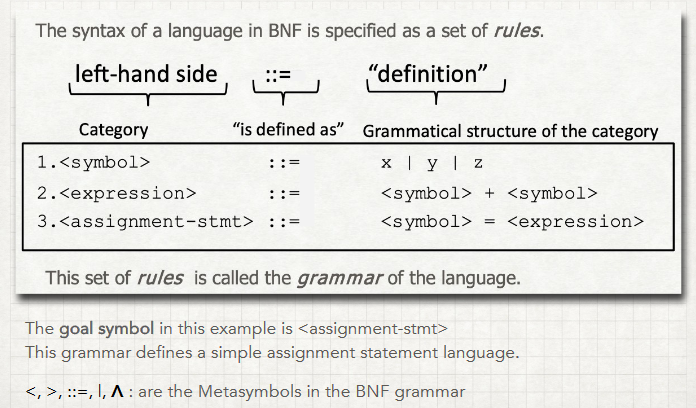 The syntax of a language in BNF is specified as a set of rules.
left-hand side ::= “definition”
Category “is defined as” Grammatical structure of the category
1.<symbol> ::= x | y | z
2.<expression> ::= <symbol> + <symbol>
3.<assignment-stmt> ::= <symbol> = <expression>
This set of rules is called the grammar of the language.
The goal symbol in this example is <assignment-stmt>
This grammar defines a simple assignment statement language.
<, >, ::=, |, Λ : are the Metasymbols in the BNF grammar